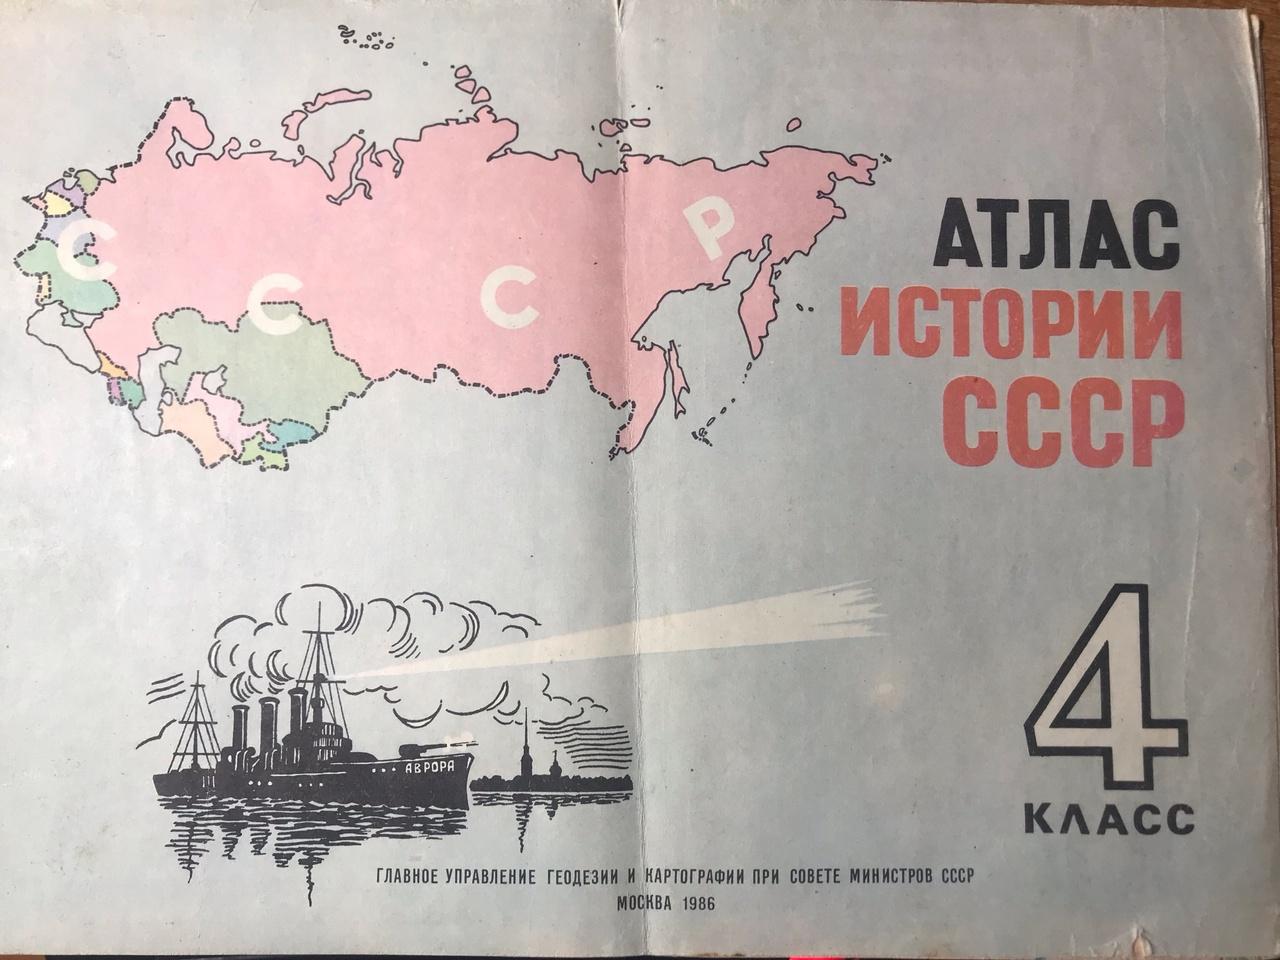 С С С Р
АТЛАС
ИСТОРИИ
СССР
АВРОРА
4
КЛАСС
ГЛАВНОЕ УПРАВЛЕНИЕ ГЕОДЕЗИИ И КАРТОГРАФИИ ПРИ СОВЕТЕ МИНИСТРОВ СССР
МОСКВА 1986